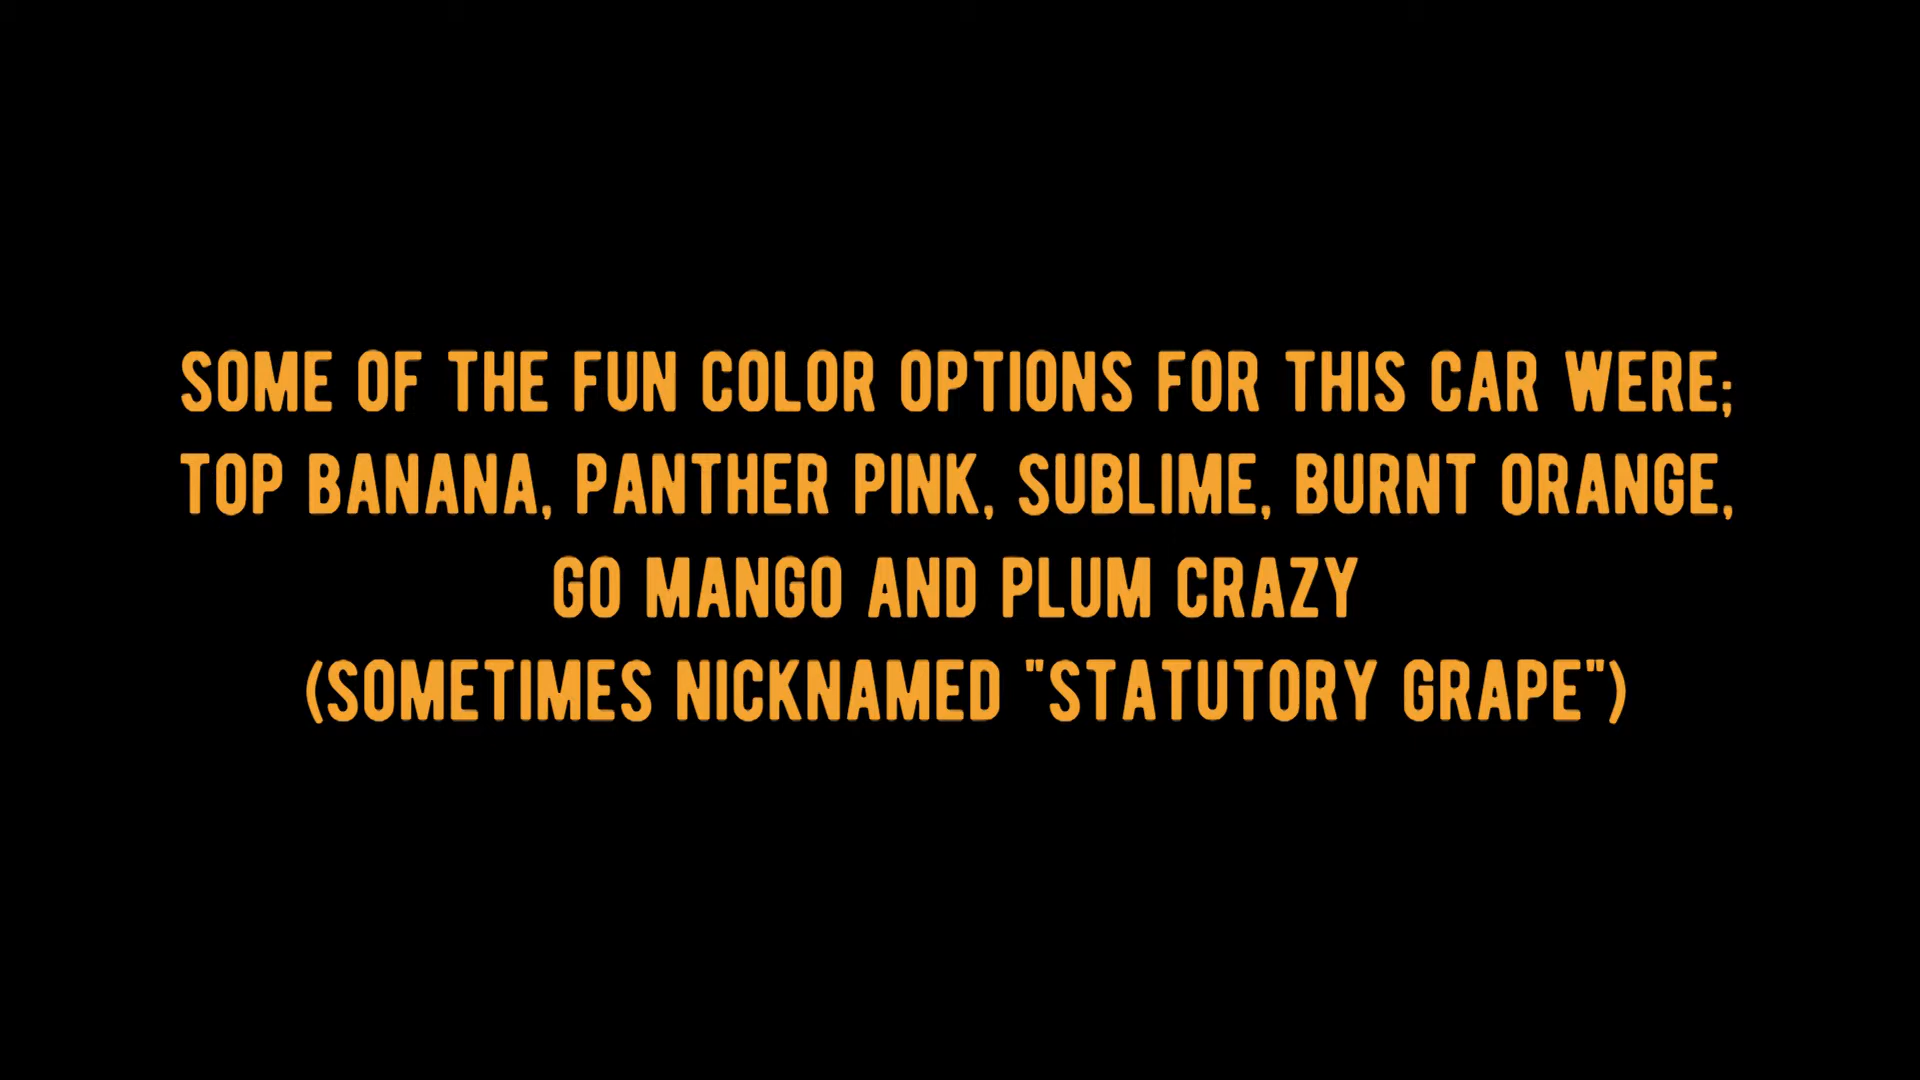 SOME OF THE FUN COLOR OPTIONS FOR THIS CAR WERE;
TOP BANANA, PANTHER PINK, SUBLIME, BURNT ORANGE,
GO MANGO AND PLUM CRAZY
(SOMETIMES NICKNAMED "STATUTORY GRAPE")